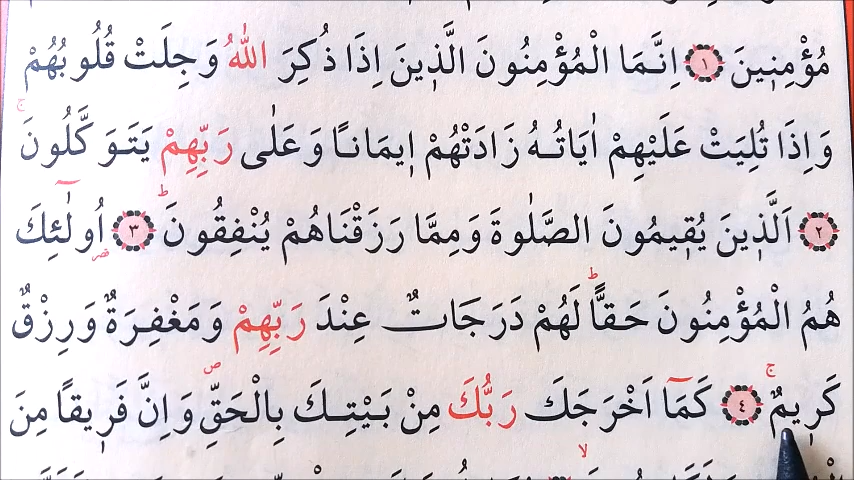 مُؤْمِنِينَ ﴿١﴾ اِنَّمَا الْمُؤْمِنُونَ الَّذِينَ اِذَا ذُكِرَ اللّٰهُ وَجِلَتْ قُلُوبُهُمْ
وَاِذَا تُلِيَتْ عَلَيْهِمْ اٰيَاتُهُ زَادَتْهُمْ اِيمَانًا وَعَلٰى رَبِّهِمْ يَتَوَكَّلُونَۚ
﴿٢﴾ اَلَّذِينَ يُقِيمُونَ الصَّلٰوةَ وَمِمَّا رَزَقْنَاهُمْ يُنْفِقُونَۜ ﴿٣﴾ اُولٰٓئِكَ
هُمُ الْمُؤْمِنُونَ حَقًّاۜ لَهُمْ دَرَجَاتٌ عِنْدَ رَبِّهِمْ وَمَغْفِرَةٌ وَرِزْقٌ
كَرِيمٌۚ ﴿٤﴾ كَمَٓا اَخْرَجَكَ رَبُّكَ مِنْ بَيْتِكَ بِالْحَقِّۖ وَاِنَّ فَرِيقًا مِنَ